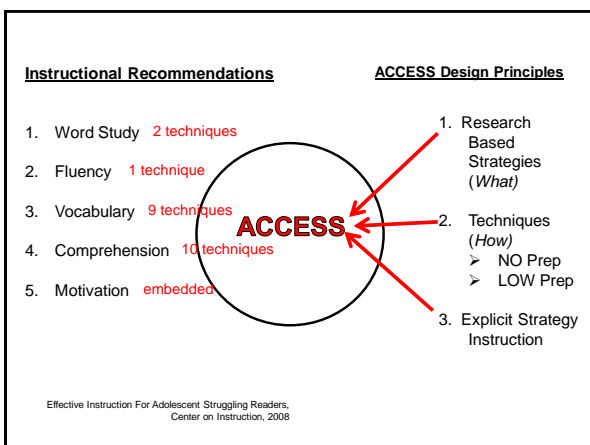 Instructional Recommendations
1. Word Study 2 techniques
2. Fluency 1 technique
3. Vocabulary 9 techniques
4. Comprehension 10 techniques
5. Motivation embedded
ACCESS
ACCESS Design Principles
1. Research
Based
Strategies
(What)
2. Techniques
(How)
➢ NO Prep
➢ LOW Prep
3. Explicit Strategy
Instruction
Effective Instruction For Adolescent Struggling Readers,
Center on Instruction, 2008